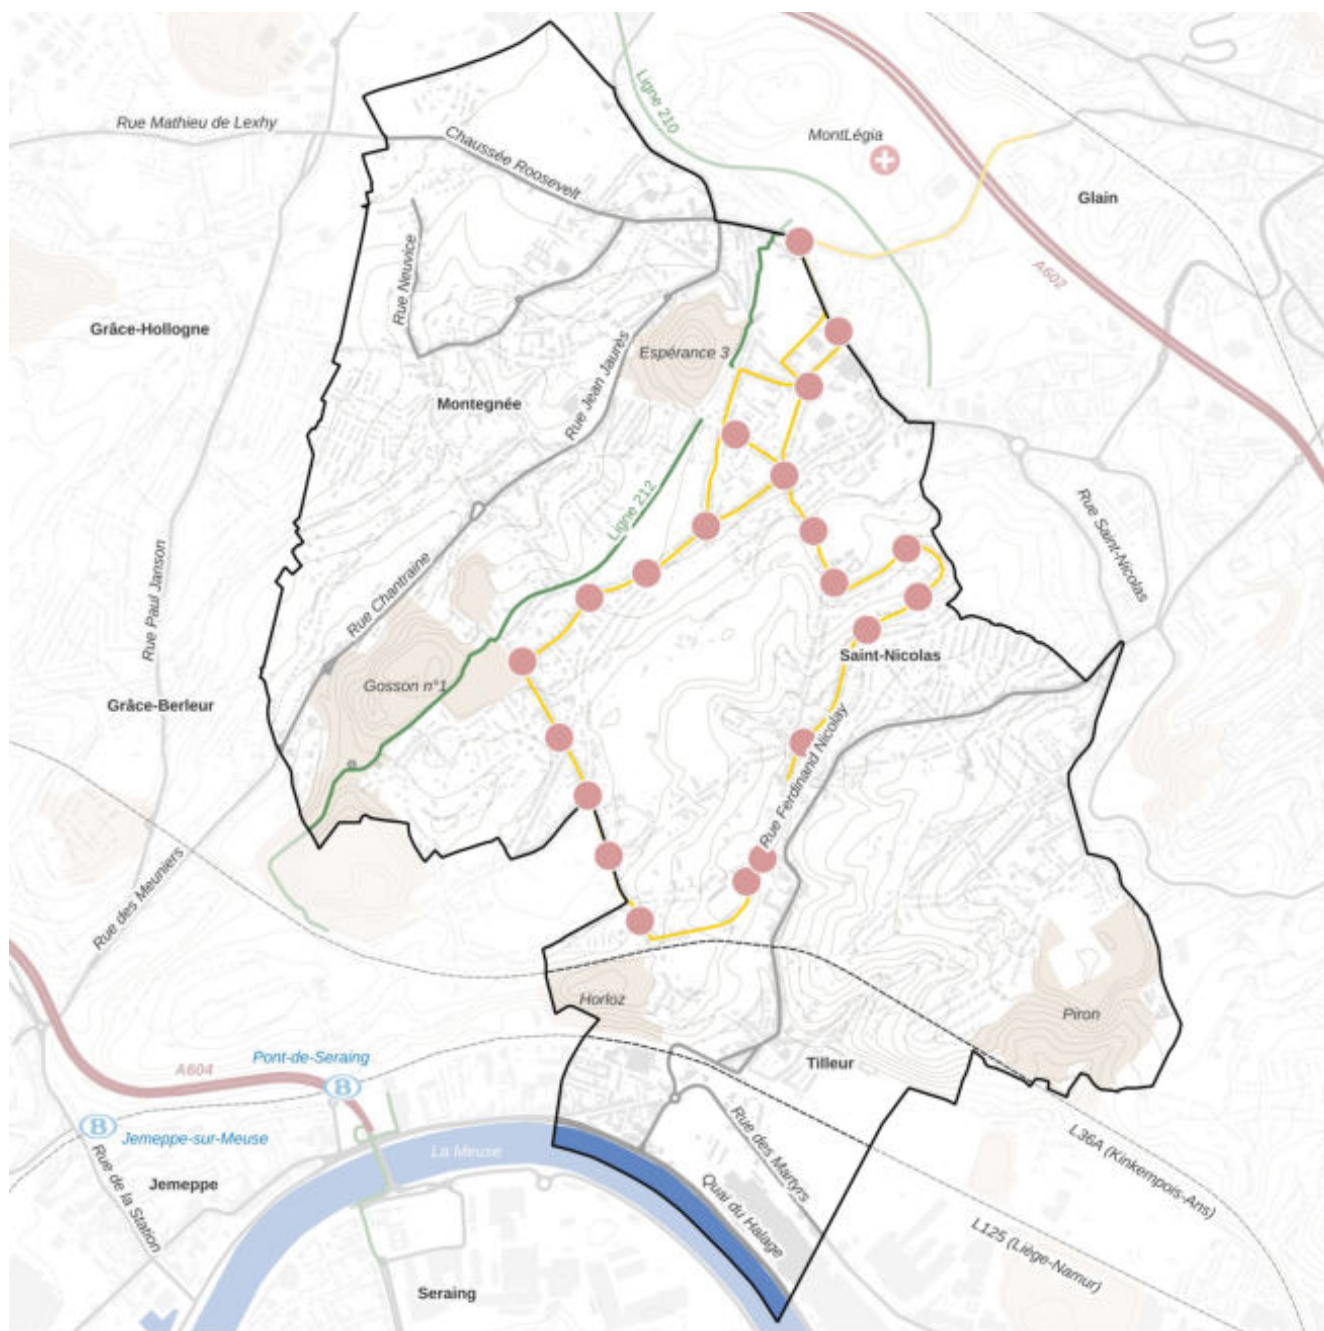 Ligne 210
Rue Mathieu de Lexhy
Chaussée Roosevelt
MontLégia
Glain
A602
Rue Neuvice
Grâce-Hollogne
Espérance 3
Rue Jean Jaurès
Montegnée
Ligne 212
Rue Saint-Nicolas
Rue Paul Janson
Rue Chantraine
Saint-Nicolas
Gosson n°1
Grâce-Berleur
Rue Ferdinand Nicolay
Rue des Meuniers
Horloz
Piron
Pont-de-Seraing
Tilleur
A604
B
B
Jemeppe-sur-Meuse
La Meuse
Rue des Martyrs
L36A (Kinkempois-Ans)
Rue de la Station
Jemeppe
Quai du Halage
L125 (Liège-Namur)
Seraing